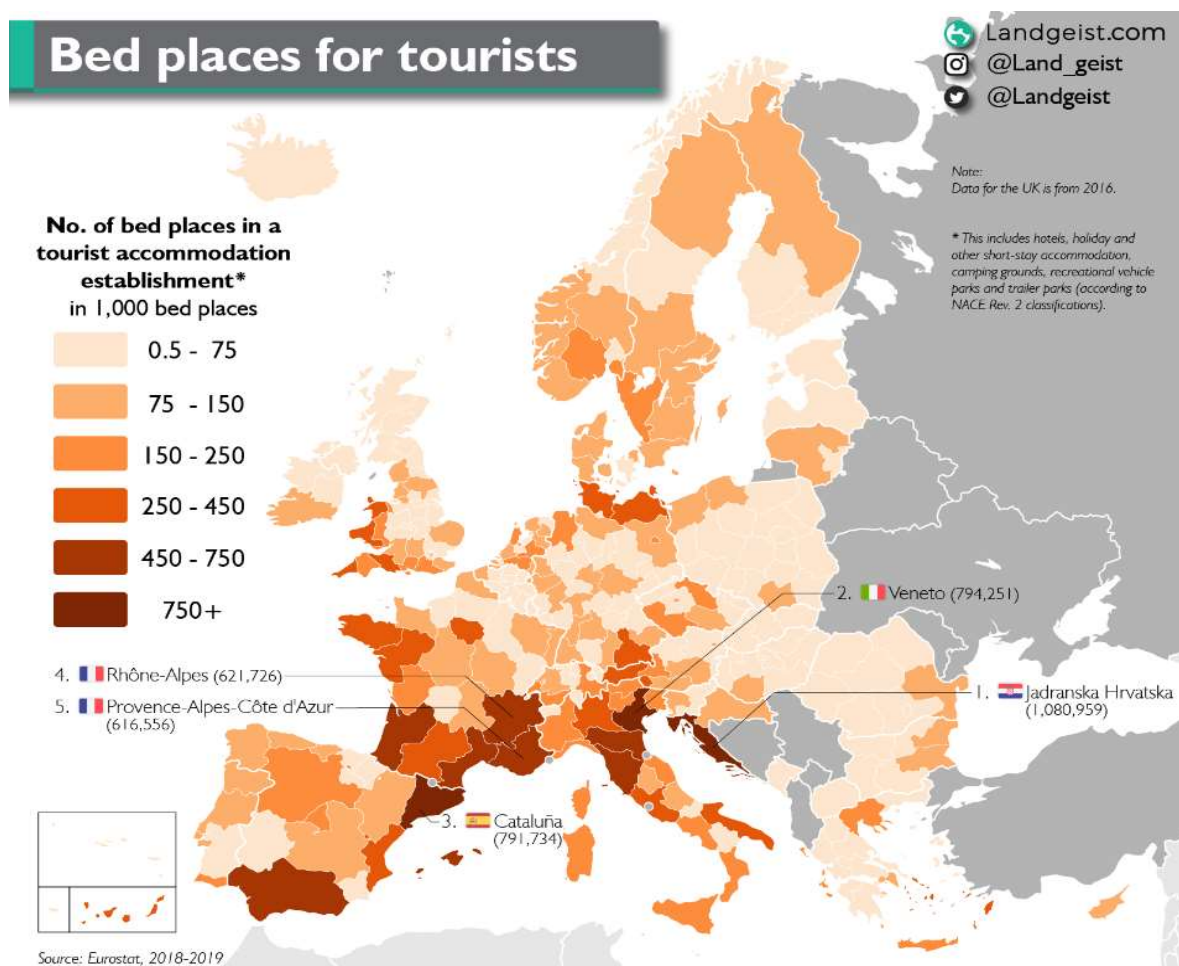 Bed places for tourists
Landgeist.com
@Land_geist
@Landgeist
Note:
Data for the UK is from 2016.
* This includes hotels, holiday and
other short-stay accommodation,
camping grounds, recreational vehicle
parks and trailer parks (according to
NACE Rev. 2 classifications).
No. of bed places in a
tourist accommodation
establishment*
in 1,000 bed places
0.5 - 75
75 - 150
150 - 250
250 - 450
450 - 750
750+
2. Veneto (794,251)
4. Rhône-Alpes (621,726)
1. Jadranska Hrvatska
(1,080,959)
5. Provence-Alpes-Côte d'Azur
(616,556)
3. Cataluña
(791,734)
Source: Eurostat, 2018-2019